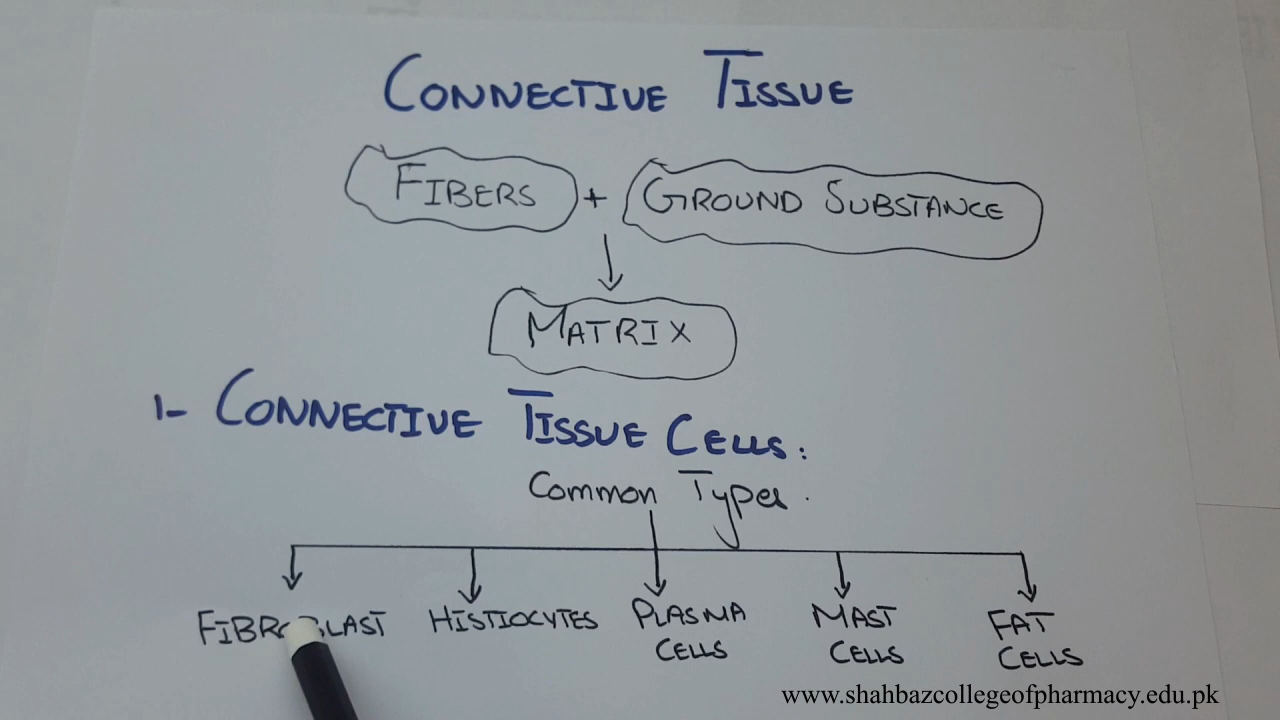 CONNECTIVE TISSUE
FIBERS + GROUND SUBSTANCE
MATRIX
1- CONNECTIVE TISSUE CELLS:
Common Types.
FIBROBLAST HISTIOCYTES PLASMA CELLS MAST CELLS FAT CELLS
www.shahbazcollegeofpharmacy.edu.pk